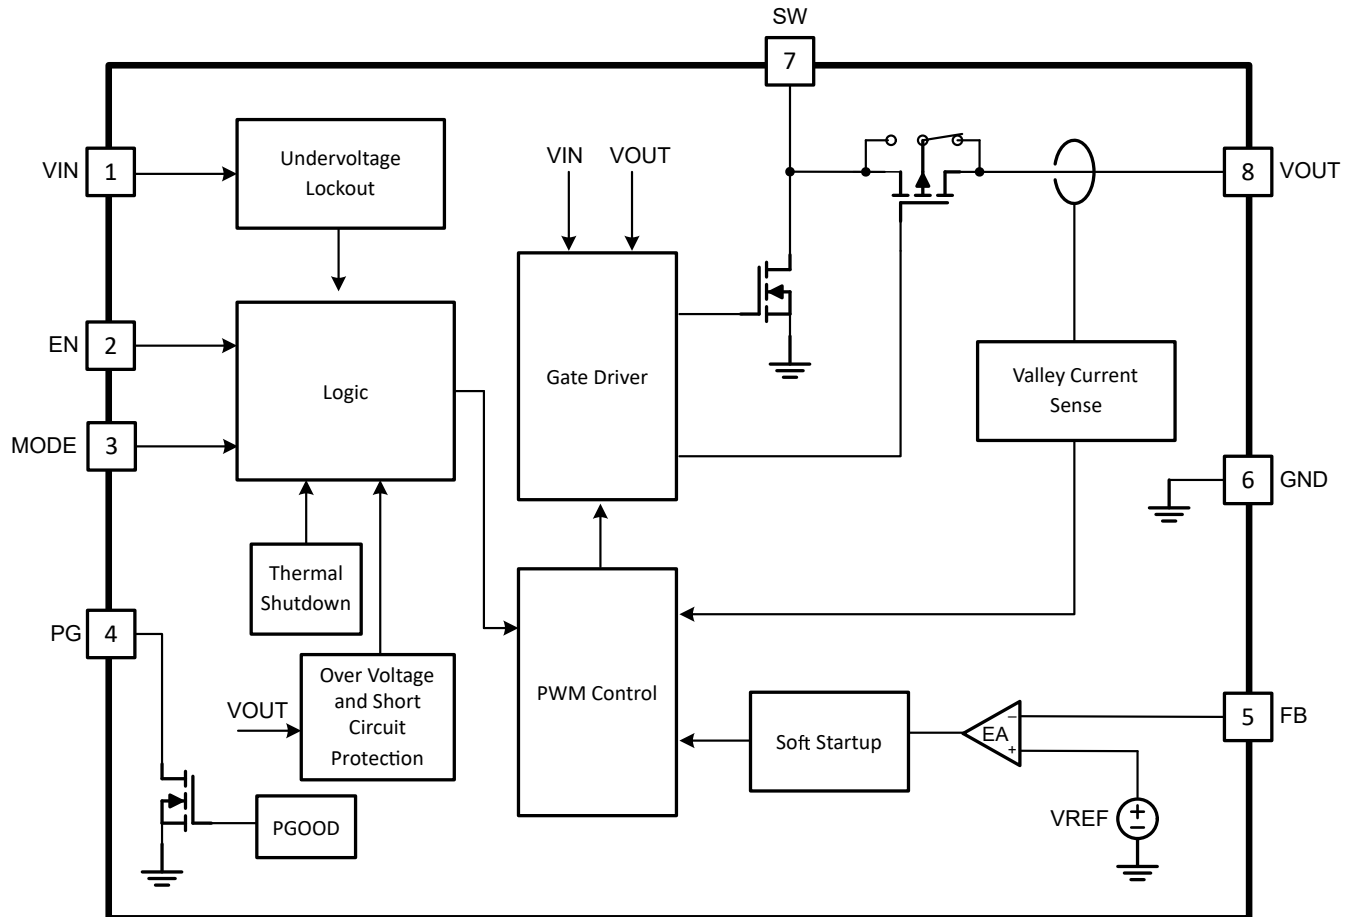 SW
7
VIN
1
Undervoltage
Lockout
VIN
VOUT
8
VOUT
EN
2
Logic
Gate Driver
Valley Current
Sense
MODE
3
6
GND
Thermal
Shutdown
PG
4
Over Voltage
and Short
Circuit
Protection
VOUT
PWM Control
Soft Startup
EA
−
+
5
FB
VREF
+
−
PGOOD